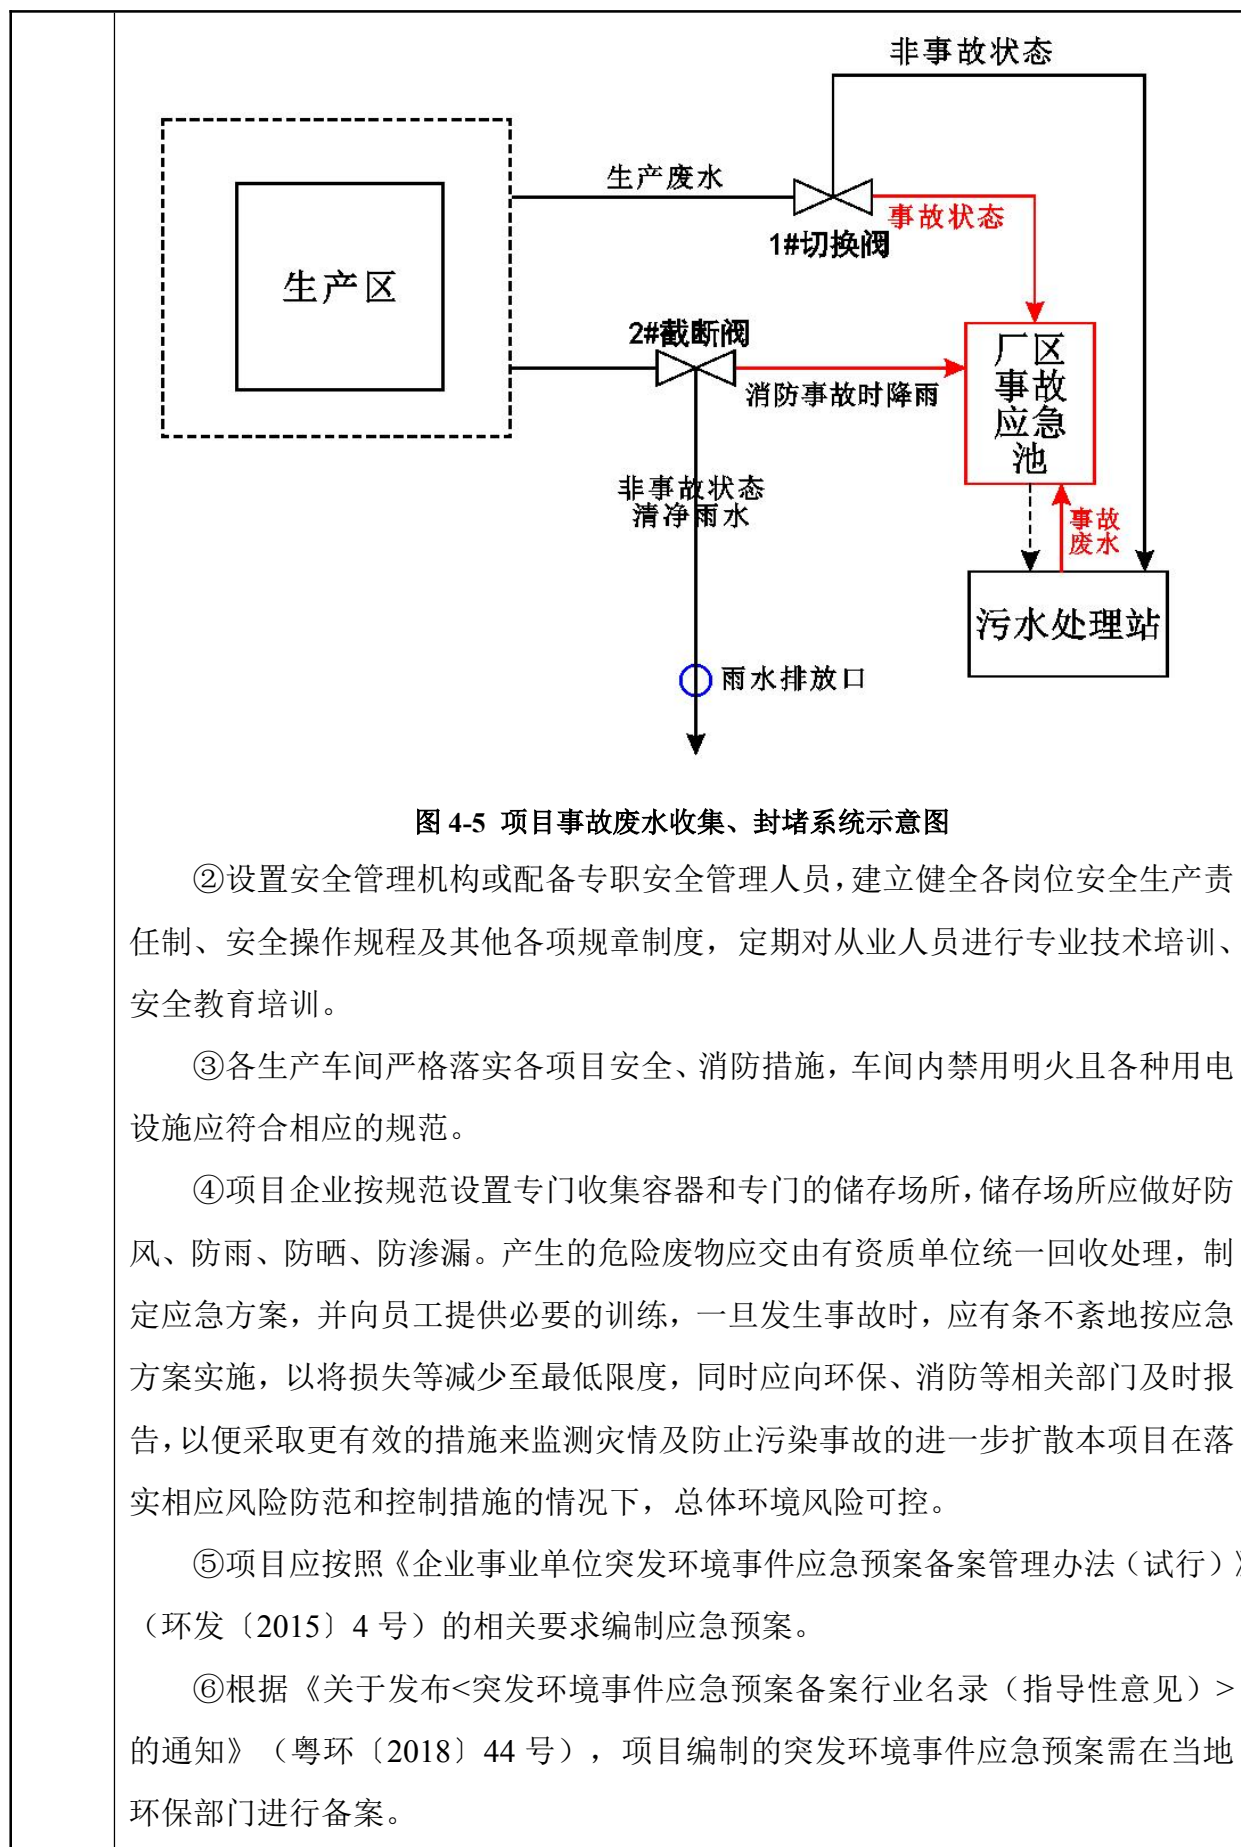 非事故状态
生产废水
事故状态
1#切换阀
生产区
2#截断阀
消防事故时降雨
厂区
事故
应急
池
非事故状态
清净雨水
事故
废水
污水处理站
雨水排放口
图 4-5 项目事故废水收集、封堵系统示意图
②设置安全管理机构或配备专职安全管理人员，建立健全各岗位安全生产责
任制、安全操作规程及其他各项规章制度，定期对从业人员进行专业技术培训、
安全教育培训。
③各生产车间严格落实各项目安全、消防措施，车间内禁用明火且各种用电
设施应符合相应的规范。
④项目企业按规范设置专门收集容器和专门的储存场所，储存场所应做好防
风、防雨、防晒、防渗漏。产生的危险废物应交由有资质单位统一回收处理，制
定应急方案，并向员工提供必要的训练，一旦发生事故时，应有条不紊地按应急
方案实施，以将损失等减少至最低限度，同时应向环保、消防等相关部门及时报
告，以便采取更有效的措施来监测灾情及防止污染事故的进一步扩散本项目在落
实相应风险防范和控制措施的情况下，总体环境风险可控。
⑤项目应按照《企业事业单位突发环境事件应急预案备案管理办法（试行）》
（环发〔2015〕4 号）的相关要求编制应急预案。
⑥根据《关于发布<突发环境事件应急预案备案行业名录（指导性意见）>
的通知》（粤环〔2018〕44 号），项目编制的突发环境事件应急预案需在当地
环保部门进行备案。